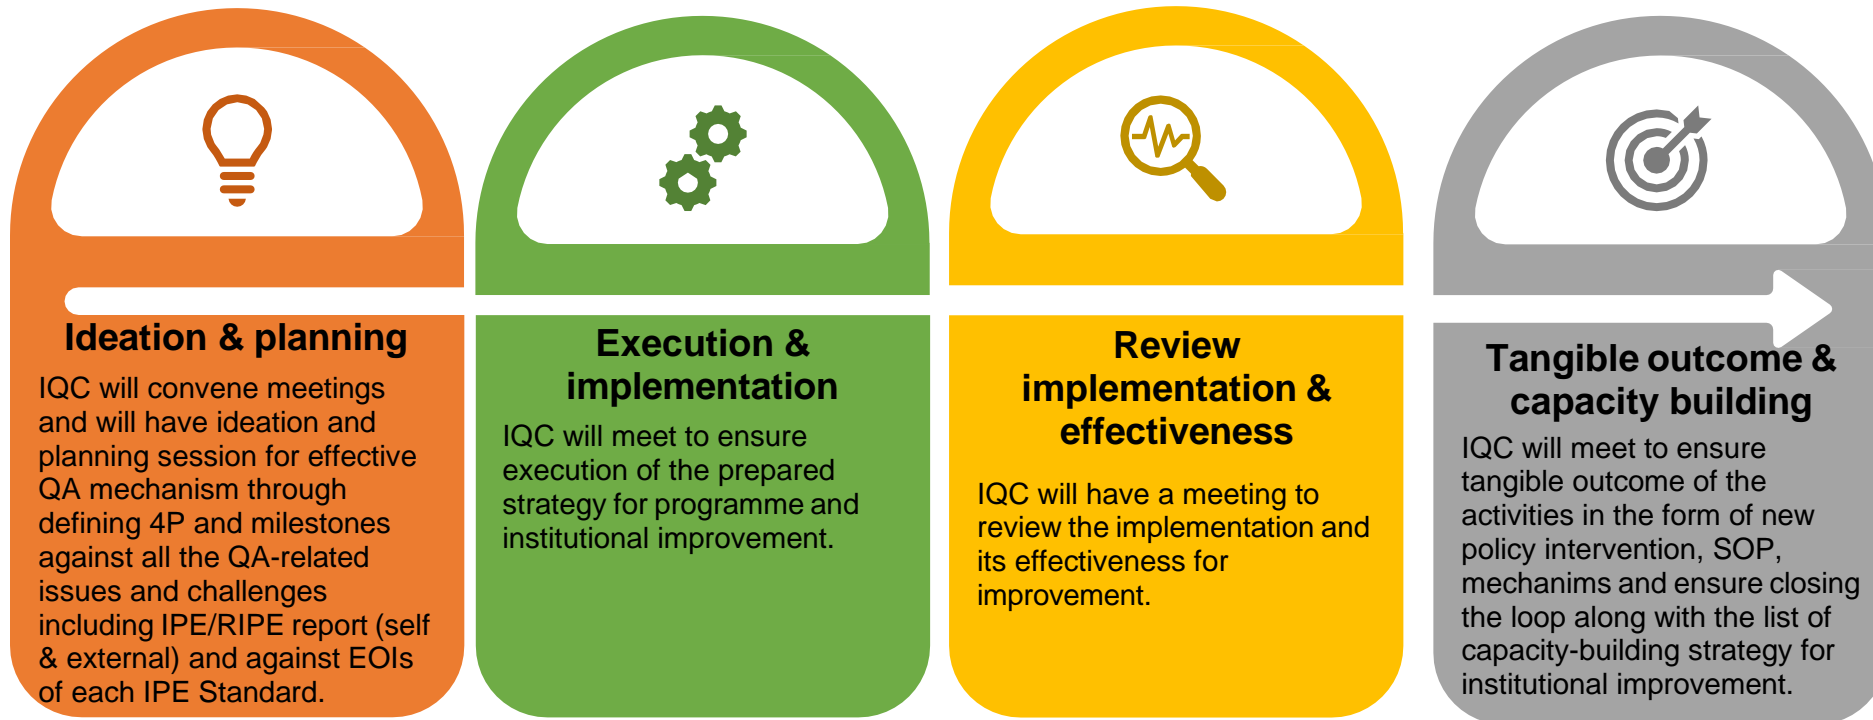 Ideation & planning
IQC will convene meetings
and will have ideation and
planning session for effective
QA mechanism through
defining 4P and milestones
against all the QA-related
issues and challenges
including IPE/RIPE report (self
& external) and against EOIs
of each IPE Standard.
Execution &
implementation
IQC will meet to ensure
execution of the prepared
strategy for programme and
institutional improvement.
Review
implementation &
effectiveness
IQC will have a meeting to
review the implementation and
its effectiveness for
improvement.
Tangible outcome &
capacity building
IQC will meet to ensure
tangible outcome of the
activities in the form of new
policy intervention, SOP,
mechanims and ensure closing
the loop along with the list of
capacity-building strategy for
institutional improvement.